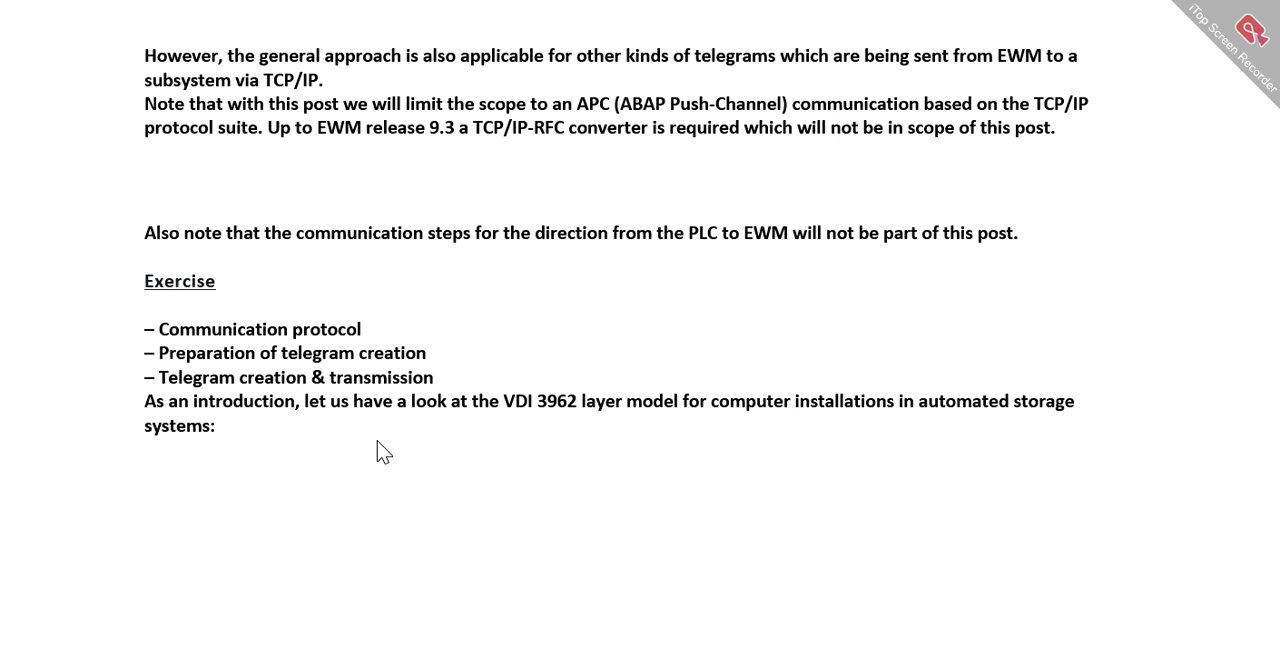 However, the general approach is also applicable for other kinds of telegrams which are being sent from EWM to a
subsystem via TCP/IP.
Note that with this post we will limit the scope to an APC (ABAP Push-Channel) communication based on the TCP/IP
protocol suite. Up to EWM release 9.3 a TCP/IP-RFC converter is required which will not be in scope of this post.
Also note that the communication steps for the direction from the PLC to EWM will not be part of this post.
Exercise
– Communication protocol
– Preparation of telegram creation
– Telegram creation & transmission
As an introduction, let us have a look at the VDI 3962 layer model for computer installations in automated storage
systems:
iTop Screen Recorder